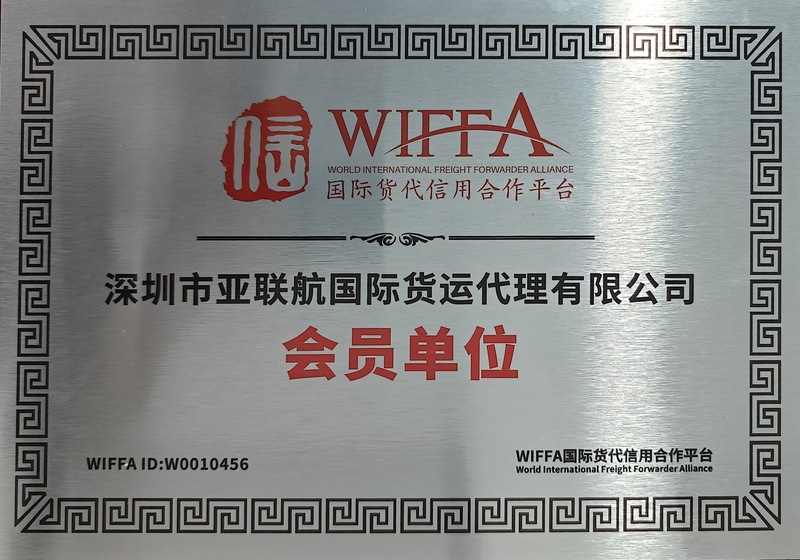 信
WIFFA
WORLD INTERNATIONAL FREIGHT FORWARDER ALLIANCE
国际货代信用合作平台
深圳市亚联航国际货运代理有限公司
会员单位
WIFFA ID:W0010456
WIFFA国际货代信用合作平台
World International Freight Forwarder Alliance